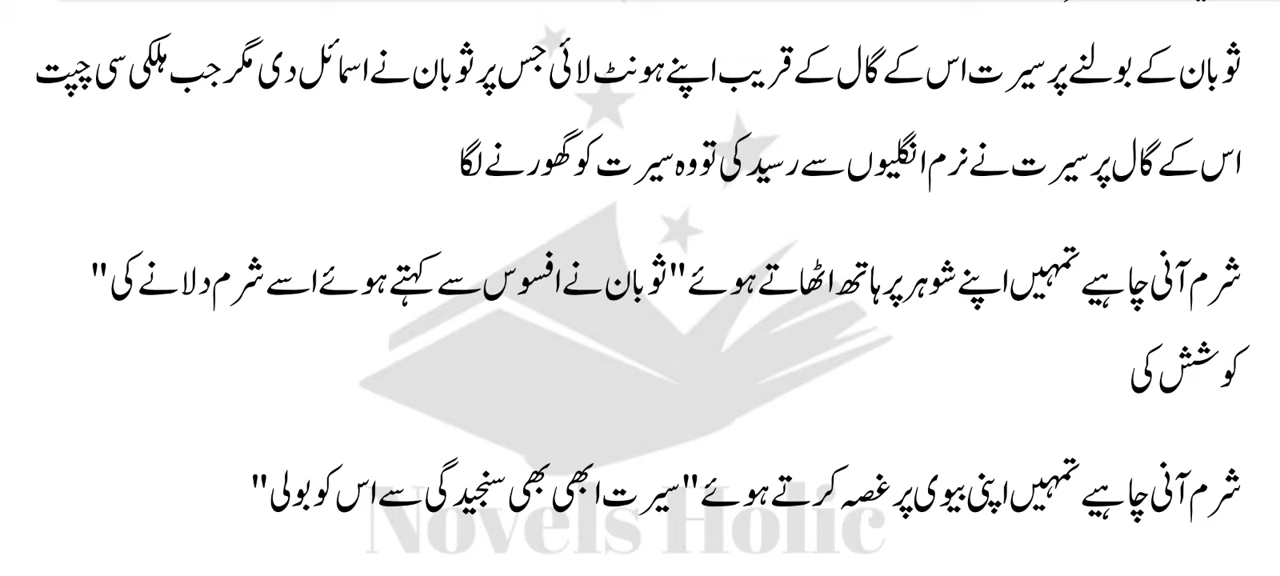 ثوبان کے بولنے پر سیرت اس کے گال کے قریب اپنے ہونٹ لائی جس پر ثوبان نے اسمائل دی مگر جب ہلکی سی چپت
اس کے گال پر سیرت نے نرم انگلیوں سے رسید کی تو وہ سیرت کو گھورنے لگا
شرم آنی چاہیے تمہیں اپنے شوہر پر ہاتھ اٹھاتے ہوئے "ثوبان نے افسوس سے کہتے ہوئے اسے شرم دلانے کی"
کوشش کی
شرم آنی چاہیے تمہیں اپنی بیوی پر غصہ کرتے ہوئے "سیرت ابھی بھی سنجیدگی سے اس کو بولی"
Novels Holic